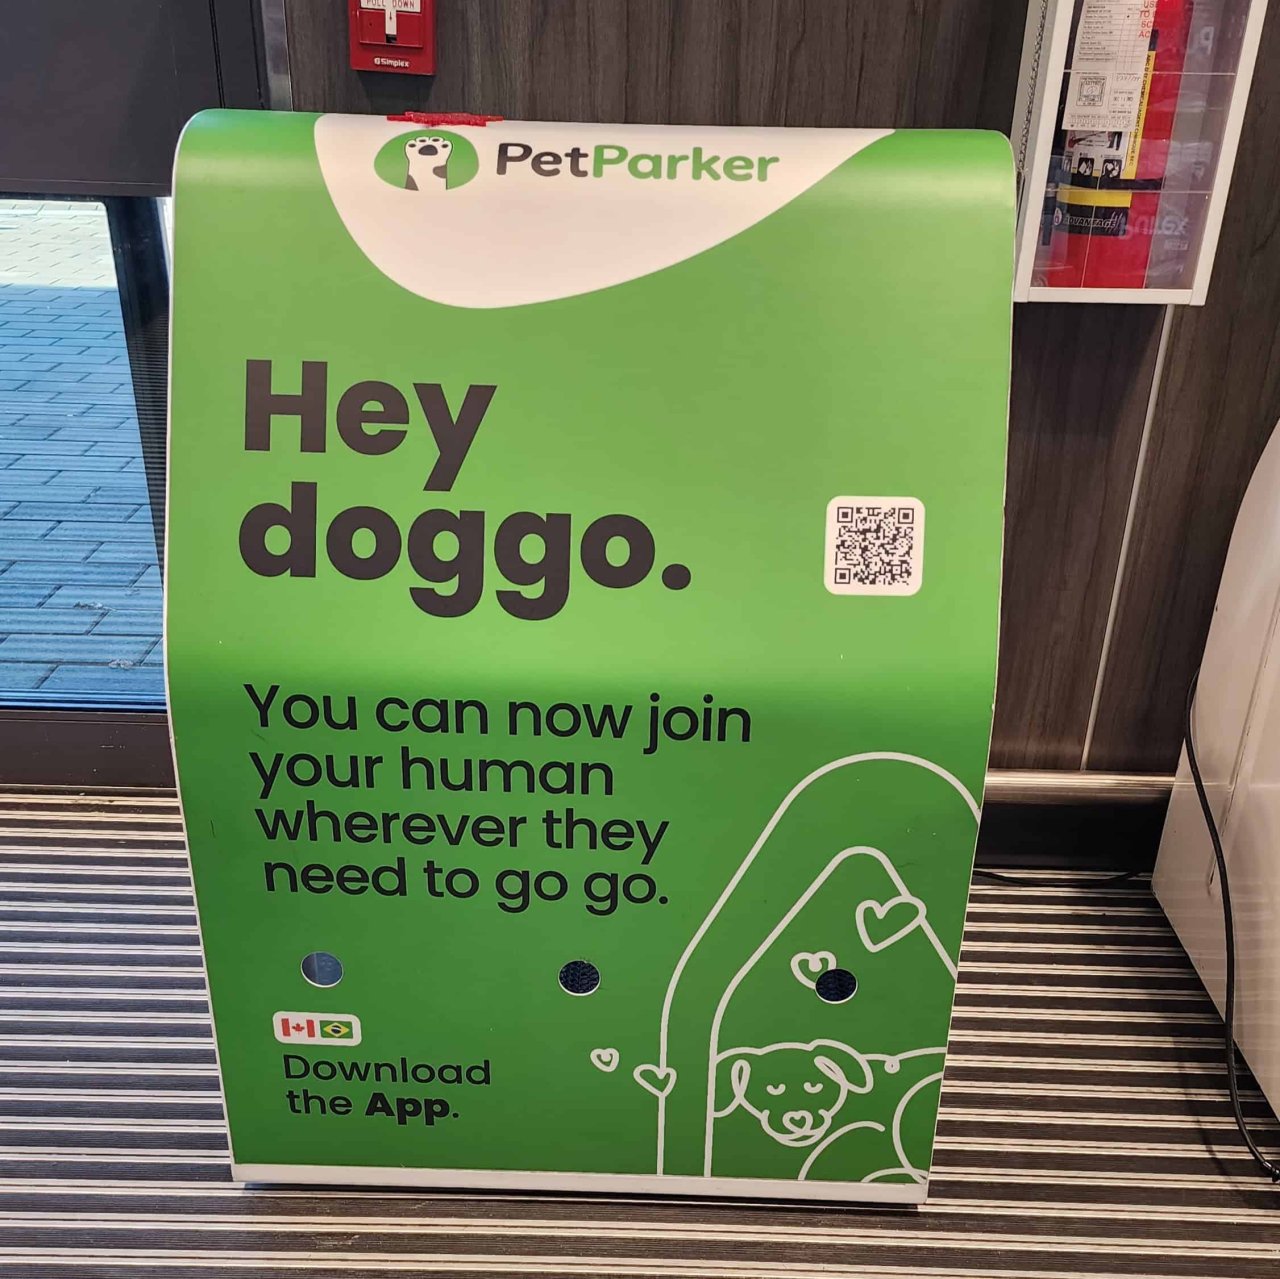 PULL DOWN
Simplex
PetParker
Hey
doggo.
You can now join
your human
wherever they
need to go go.
Download
the App.
ADVANTAGE